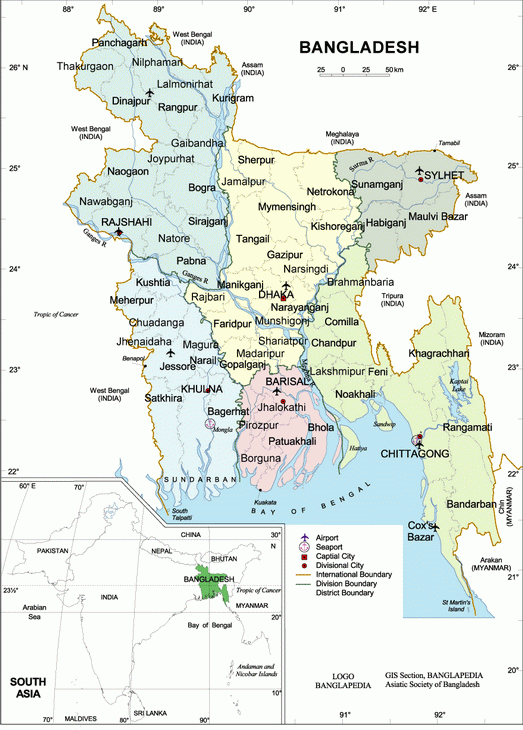 88°
89°
90°
91°
92° E
BANGLADESH
25 0 25 50 km
West Bengal
(INDIA)
Panchagarh
26° N
26° N
Thakurgaon
Nilphamari
Assam
(INDIA)
Lalmonirhat
Dinajpur
Rangpur
Kurigram
West Bengal
(INDIA)
Meghalaya
(INDIA)
Tamabil
Gaibandha
Joypurhat
Sherpur
Surma R
25°
25°
Naogaon
SYLHET
Bogra
Jamalpur
Netrokona
Sunamganj
Assam
(INDIA)
Nawabganj
Mymensingh
Maulvi Bazar
RAJSHAHI
Sirajganj
Kishoreganj
Habiganj
Ganges R
Natore
Tangail
Gazipur
24°
24°
Pabna
Narsingdi
Ganges R
Kushtia
Manikganj
Brahmanbaria
Meherpur
Rajbari
DHAKA
Tripura
(INDIA)
Tropic of Cancer
Narayanganj
Chuadanga
Faridpur
Munshigonj
Comilla
Mizoram
(INDIA)
Jhenaidaha
Magura
Shariatpur
Chandpur
Khagrachhari
Benapol
Jessore
Narail
Madaripur
23°
23°
Gopalganj
Lakshmipur
Feni
West Bengal
(INDIA)
KHULNA
BARISAL
Kaptai
Lake
Satkhira
Jhalokathi
Noakhali
Bagerhat
Sandwip
Rangamati
Mongla
Pirozpur
Bhola
Patuakhali
Hatiya
CHITTAGONG
Borguna
22°
22°
SUNDARBAN
Kuakata
BAY OF BENGAL
Bandarban
Chin
(MYANMAR)
South
Talpatti
Cox's
Bazar
60° E
70°
80°
90°
CHINA
30°
N
PAKISTAN
NEPAL
BHUTAN
BANGLADESH
23½°
Tropic of Cancer
INDIA
MYANMAR
Arabian
Sea
20°
Bay of Bengal
Andaman and
Nicobar Islands
SOUTH
ASIA
10°
SRI LANKA
MALDIVES
70°
80°
90°
Airport
Seaport
Captial City
Divisional City
International Boundary
Division Boundary
District Boundary
Arakan
(MYANMAR)
21°
St Martin's
Island
20°
LOGO
BANGLAPEDIA
GIS Section, BANGLAPEDIA
Asiatic Society of Bangladesh
91°
92°